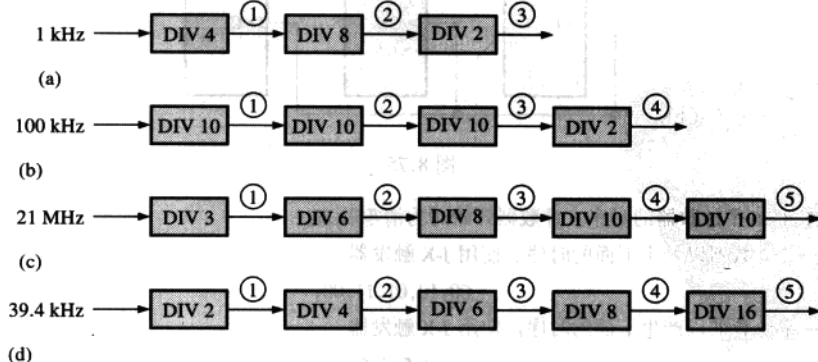 ① ② ③
1 kHz DIV 4 DIV 8 DIV 2
(a)
① ② ③ ④
100 kHz DIV 10 DIV 10 DIV 10 DIV 2
(b)
① ② ③ ④ ⑤
21 MHz DIV 3 DIV 6 DIV 8 DIV 10 DIV 10
(c)
① ② ③ ④ ⑤
39.4 kHz DIV 2 DIV 4 DIV 6 DIV 8 DIV 16
(d)